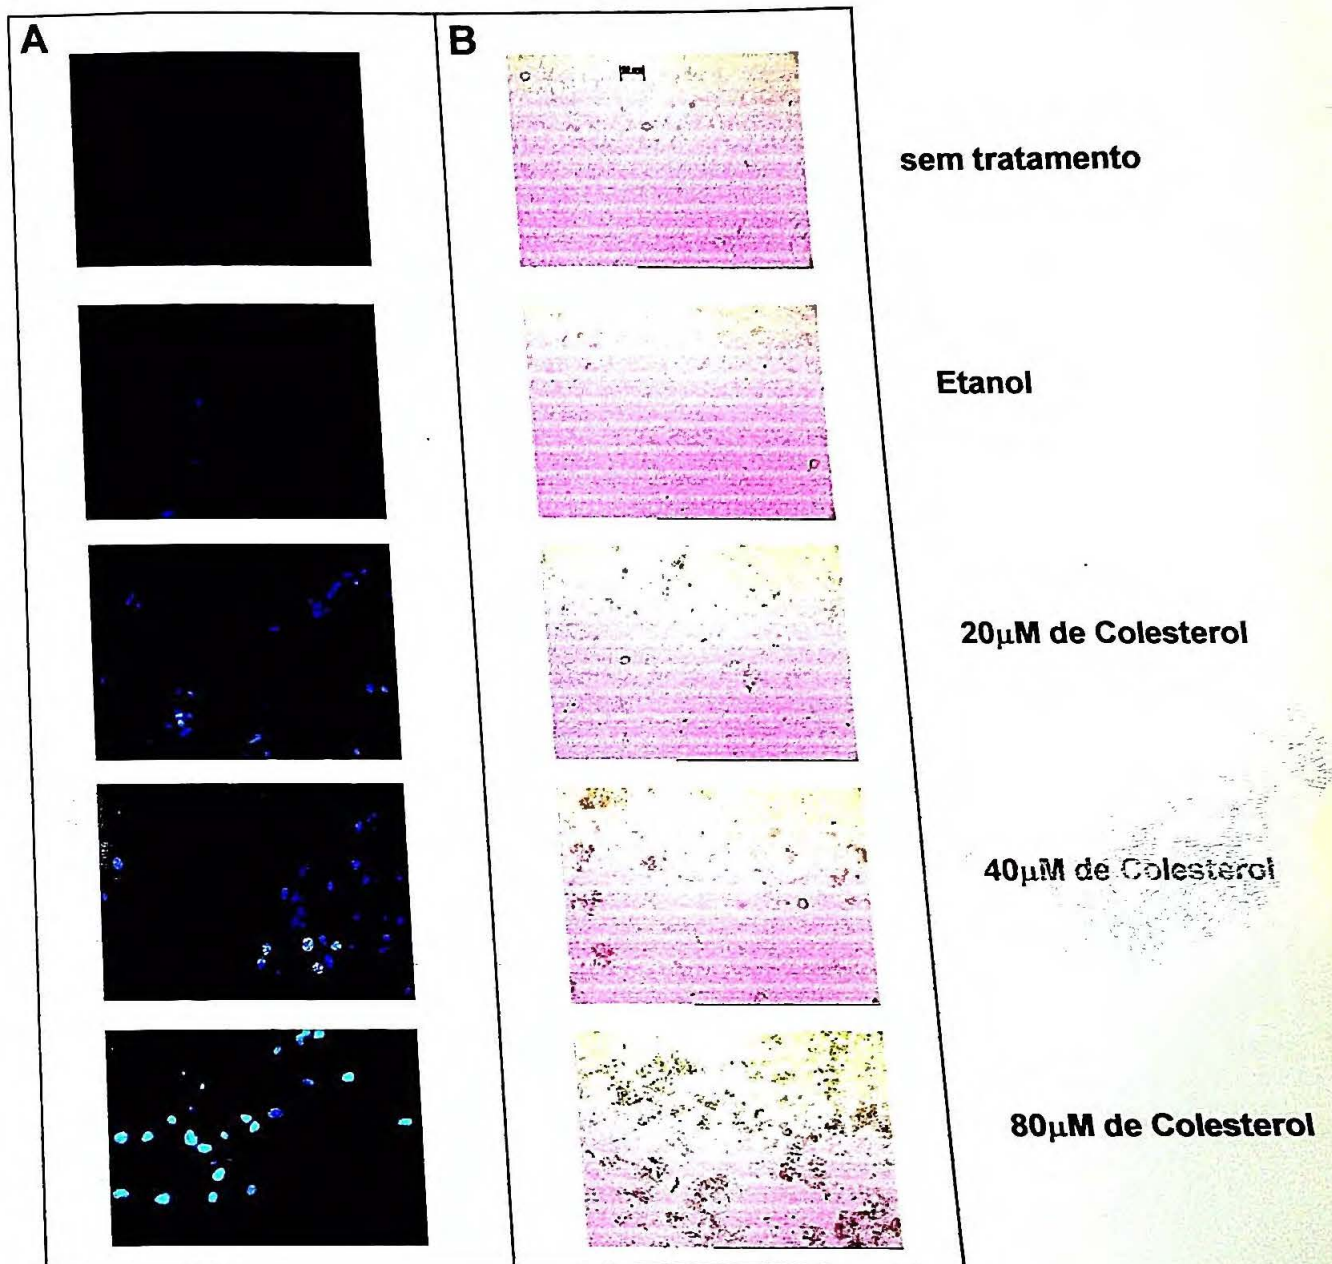 A
B
sem tratamento
Etanol
20μM de Colesterol
40μM de Colesterol
80μM de Colesterol